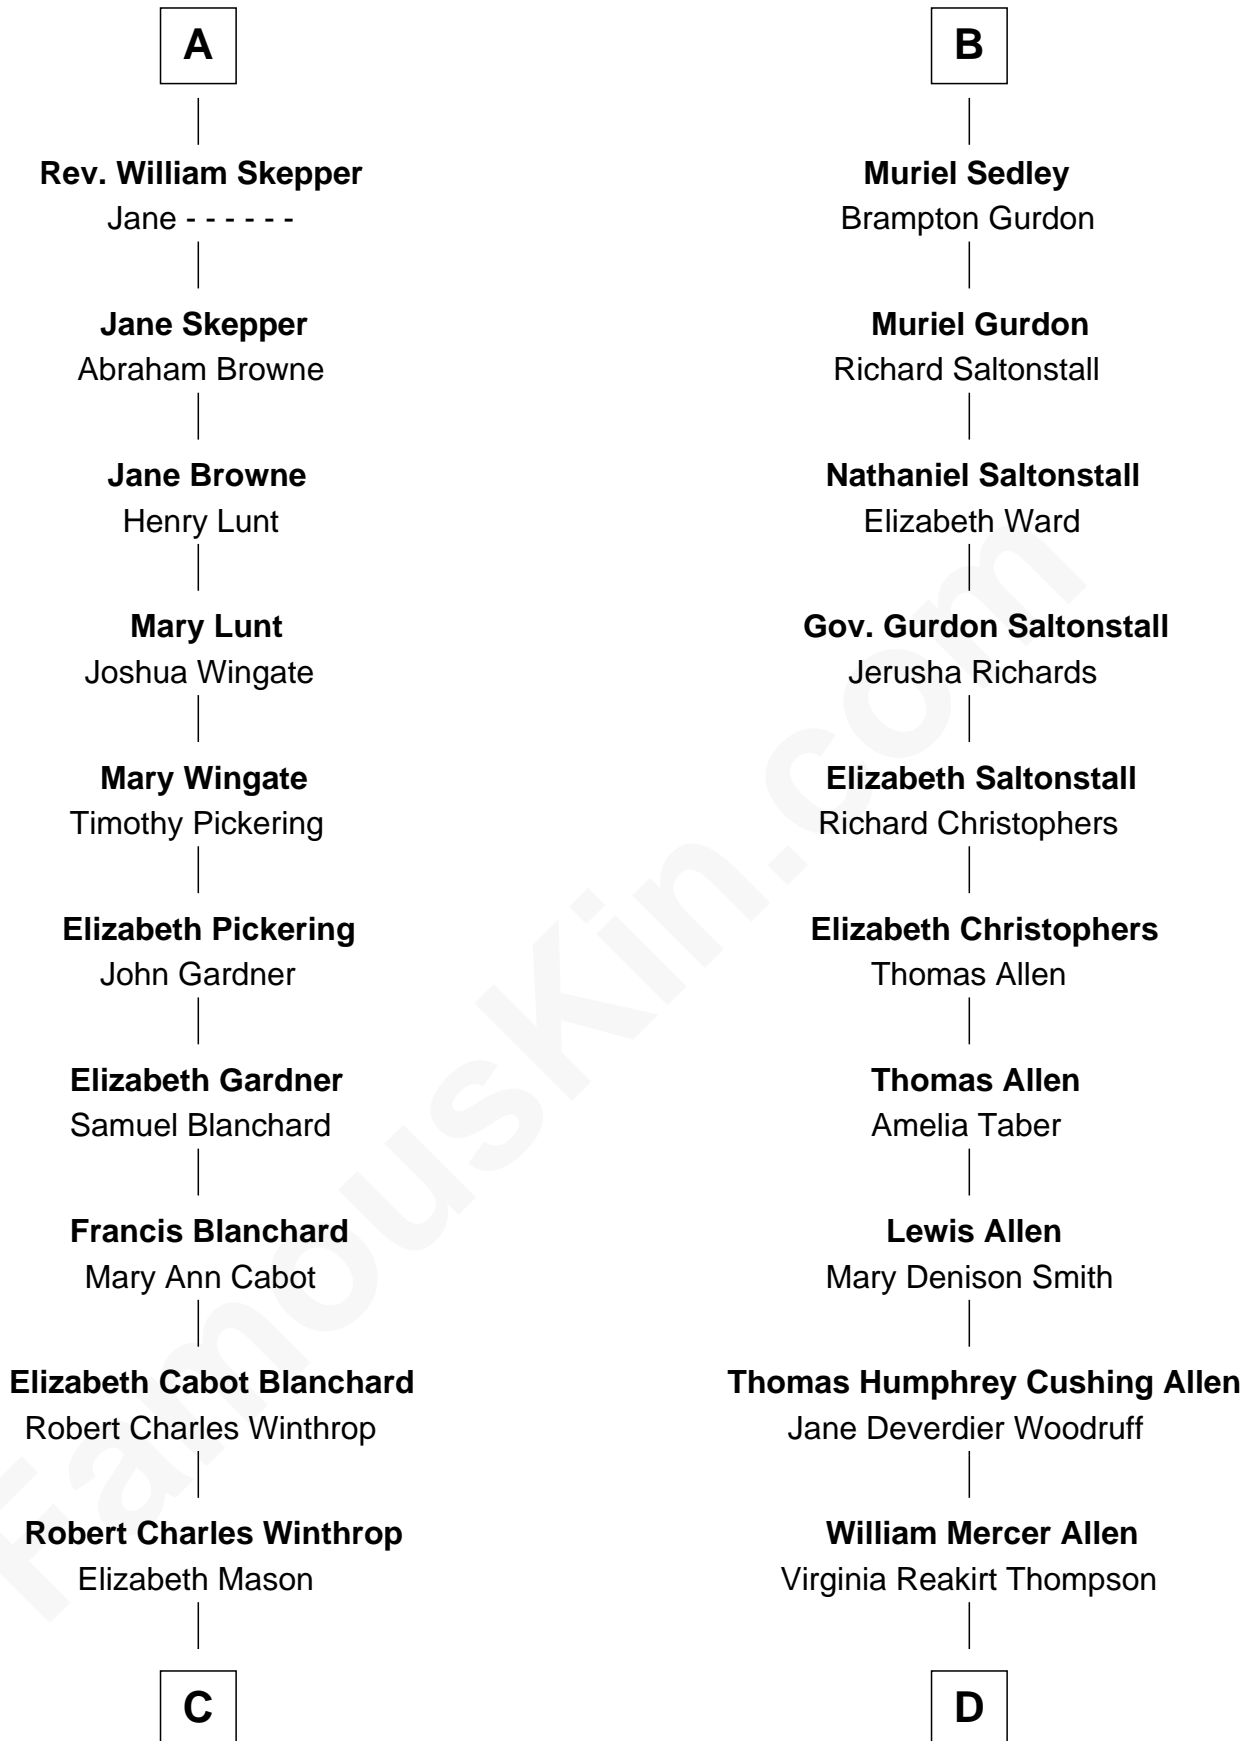 A
Rev. William Skepper
Jane - - - - - -
Jane Skepper
Abraham Browne
Jane Browne
Henry Lunt
Mary Lunt
Joshua Wingate
Mary Wingate
Timothy Pickering
Elizabeth Pickering
John Gardner
Elizabeth Gardner
Samuel Blanchard
Francis Blanchard
Mary Ann Cabot
Elizabeth Cabot Blanchard
Robert Charles Winthrop
Robert Charles Winthrop
Elizabeth Mason
C
B
Muriel Sedley
Brampton Gurdon
Muriel Gurdon
Richard Saltonstall
Nathaniel Saltonstall
Elizabeth Ward
Gov. Gurdon Saltonstall
Jerusha Richards
Elizabeth Saltonstall
Richard Christophers
Elizabeth Christophers
Thomas Allen
Thomas Allen
Amelia Taber
Lewis Allen
Mary Denison Smith
Thomas Humphrey Cushing Allen
Jane Deverdier Woodruff
William Mercer Allen
Virginia Reakirt Thompson
D
FamousKin.com